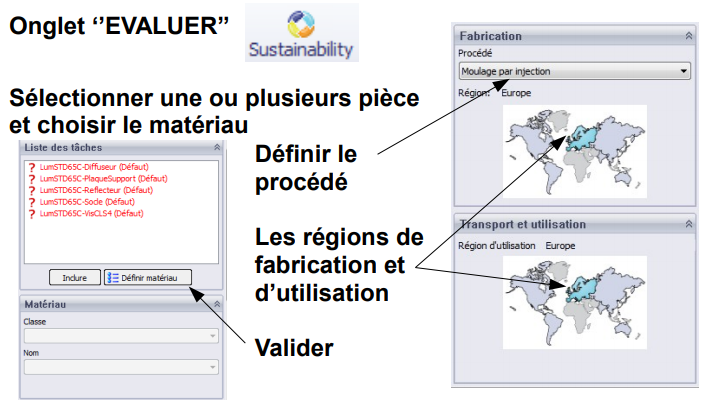 Onglet ‘’EVALUER’’
Sustainability
Sélectionner une ou plusieurs pièce
et choisir le matériau
Liste des tâches
? LumSTD65C-Diffuseur (Défaut)
? LumSTD65C-PlaqueSupport (Défaut)
? LumSTD65C-Reflecteur (Défaut)
? LumSTD65C-Sode (Défaut)
? LumSTD65C-VisCLS4 (Défaut)
Inclure
Définir matériau
Matériau
Classe
Nom
Définir le
procédé
Les régions de
fabrication et
d’utilisation
Valider
Fabrication
Procédé
Moulage par injection
Région: Europe
Transport et utilisation
Région d'utilisation Europe